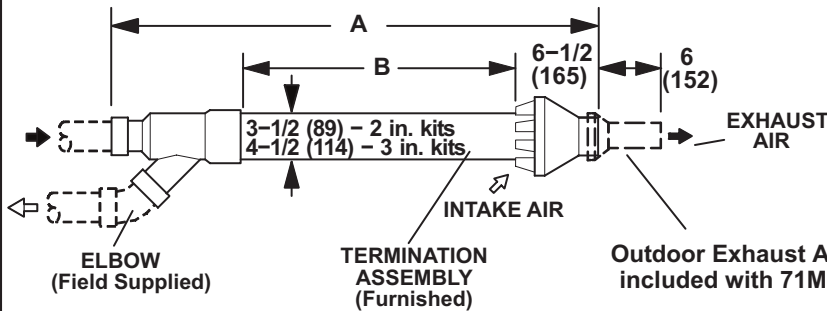 A
B
6−1/2
(165)
6
(152)
3−1/2 (89) − 2 in. kits
4−1/2 (114) − 3 in. kits
EXHAUST
AIR
INTAKE AIR
ELBOW
(Field Supplied)
TERMINATION
ASSEMBLY
(Furnished)
Outdoor Exhaust A
included with 71M